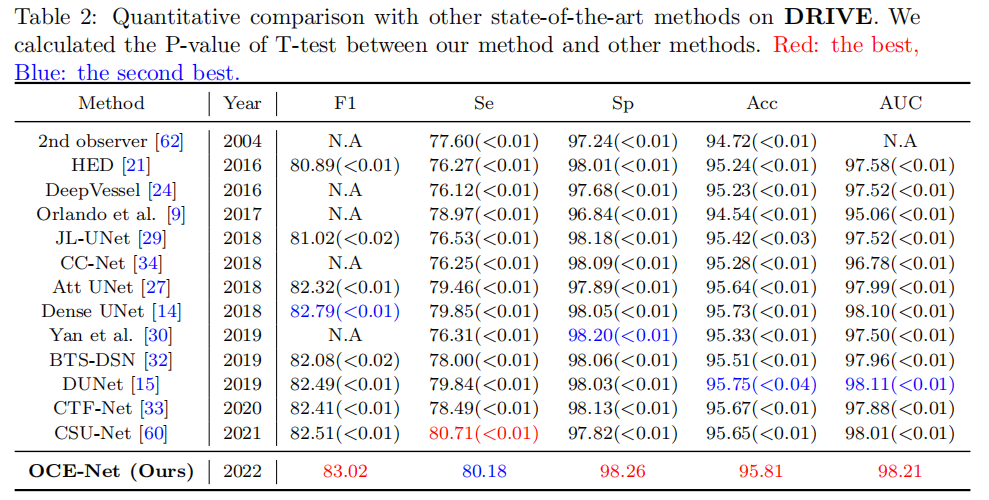 Table 2: Quantitative comparison with other state-of-the-art methods on DRIVE. We
calculated the P-value of T-test between our method and other methods. Red: the best,
Blue: the second best.
Method Year F1 Se Sp Acc AUC
2nd observer [62] 2004 N.A 77.60(<0.01) 97.24(<0.01) 94.72(<0.01) N.A
HED [21] 2016 80.89(<0.01) 76.27(<0.01) 98.01(<0.01) 95.24(<0.01) 97.58(<0.01)
DeepVessel [24] 2016 N.A 76.12(<0.01) 97.68(<0.01) 95.23(<0.01) 97.52(<0.01)
Orlando et al. [9] 2017 N.A 78.97(<0.01) 96.84(<0.01) 94.54(<0.01) 95.06(<0.01)
JL-UNet [29] 2018 81.02(<0.02) 76.53(<0.01) 98.18(<0.01) 95.42(<0.03) 97.52(<0.01)
CC-Net [34] 2018 N.A 76.25(<0.01) 98.09(<0.01) 95.28(<0.01) 96.78(<0.01)
Att UNet [27] 2018 82.32(<0.01) 79.46(<0.01) 97.89(<0.01) 95.64(<0.01) 97.99(<0.01)
Dense UNet [14] 2018 82.79(<0.01) 79.85(<0.01) 98.05(<0.01) 95.73(<0.01) 98.10(<0.01)
Yan et al. [30] 2019 N.A 76.31(<0.01) 98.20(<0.01) 95.33(<0.01) 97.50(<0.01)
BTS-DSN [32] 2019 82.08(<0.02) 78.00(<0.01) 98.06(<0.01) 95.51(<0.01) 97.96(<0.01)
DUNet [15] 2019 82.49(<0.01) 79.84(<0.01) 98.03(<0.01) 95.75(<0.04) 98.11(<0.01)
CTF-Net [33] 2020 82.41(<0.01) 78.49(<0.01) 98.13(<0.01) 95.67(<0.01) 97.88(<0.01)
CSU-Net [60] 2021 82.51(<0.01) 80.71(<0.01) 97.82(<0.01) 95.65(<0.01) 98.01(<0.01)
OCE-Net (Ours) 2022 83.02 80.18 98.26 95.81 98.21